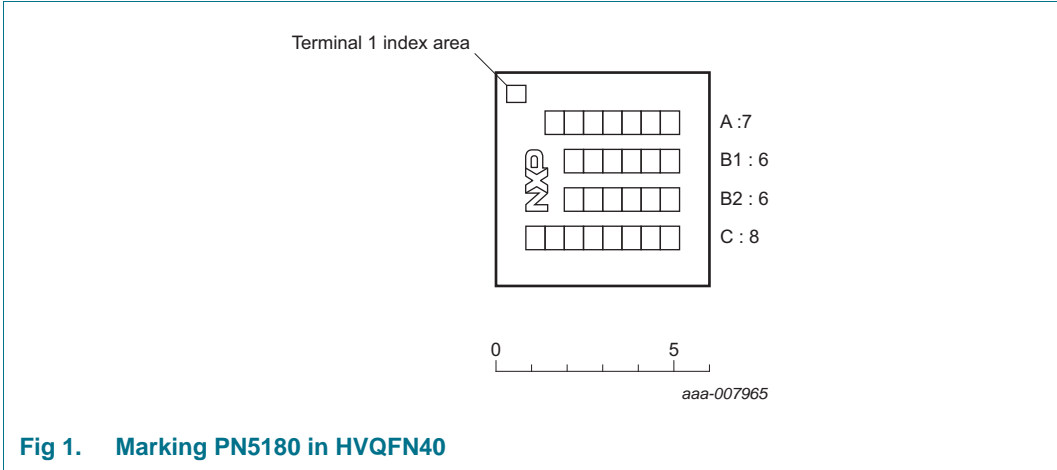 Terminal 1 index area
A :7
B1 : 6
NXP
B2 : 6
C : 8
0 5
aaa-007965
Fig 1. Marking PN5180 in HVQFN40